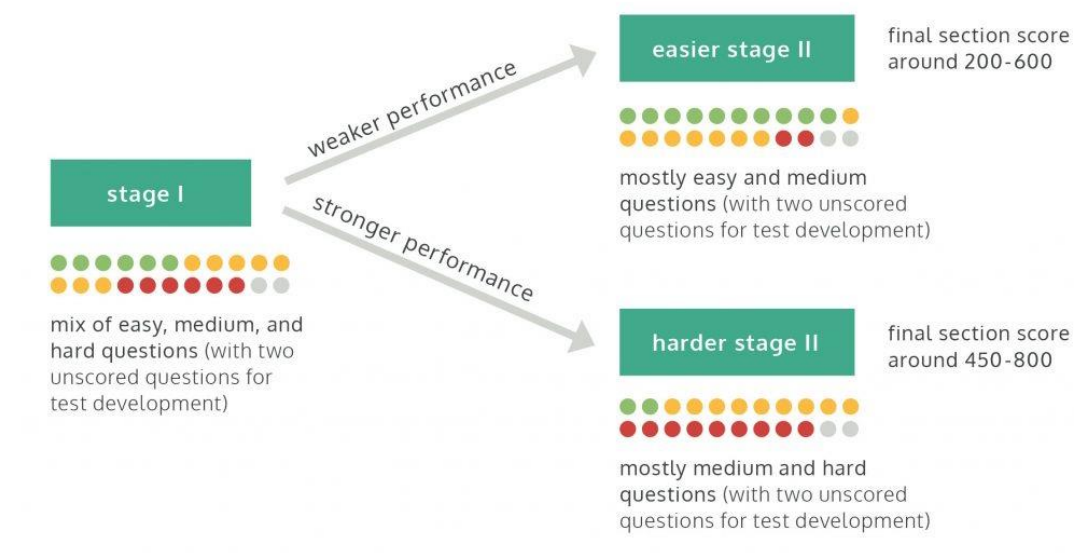 stage I
mix of easy, medium, and
hard questions (with two
unscored questions for
test development)
weaker performance
stronger performance
easier stage II
final section score
around 200-600
mostly easy and medium
questions (with two unscored
questions for test development)
harder stage II
final section score
around 450-800
mostly medium and hard
questions (with two unscored
questions for test development)